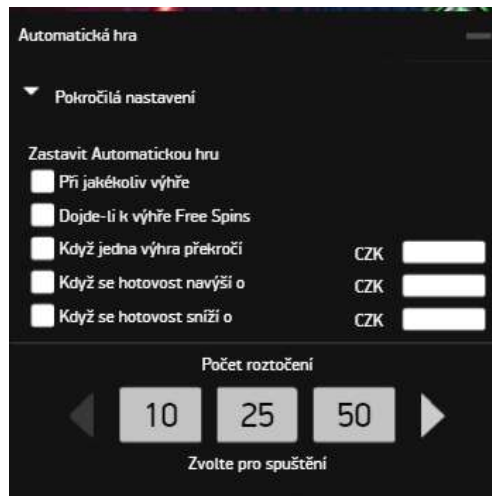 Automatická hra
Pokročilá nastavení
Zastavit Automatickou hru
Při jakékoliv výhře
Dojde-li k výhře Free Spins
Když jedna výhra překročí CZK
Když se hotovost navýší o CZK
Když se hotovost sníží o CZK
Počet roztočení
10 25 50
Zvolte pro spuštění